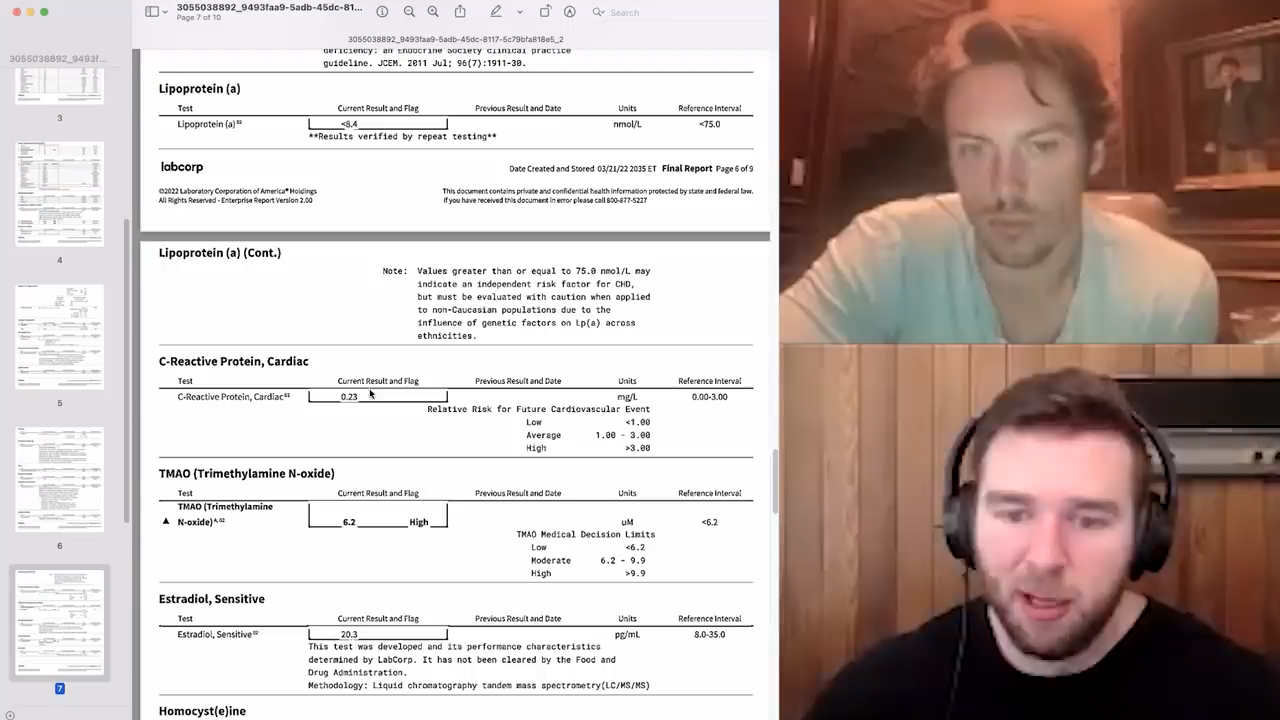 3055038892_9493faa9-5adb-45dc-81...
Page 7 of 10
Search
3055038892_9493f...
3055038892_9493faa9-5adb-45dc-8117-5c79bfa818e5_2
3
4
5
6
7
deficiency: an Endocrine Society clinical practice
guideline. JCEM. 2011 Jul; 96(7):1911-30.
Lipoprotein (a)
Test Current Result and Flag Previous Result and Date Units Reference Interval
Lipoprotein (a)02 <8.4 nmol/L <75.0
**Results verified by repeat testing**
labcorp
Date Created and Stored 03/21/22 2035 ET Final Report Page 6 of 9
©2022 Laboratory Corporation of America® Holdings
All Rights Reserved - Enterprise Report Version 2.00
This document contains private and confidential health information protected by state and federal law.
If you have received this document in error please call 800-877-5227
Lipoprotein (a) (Cont.)
Note: Values greater than or equal to 75.0 nmol/L may
indicate an independent risk factor for CHD,
but must be evaluated with caution when applied
to non-Caucasian populations due to the
influence of genetic factors on Lp(a) across
ethnicities.
C-Reactive Protein, Cardiac
Test Current Result and Flag Previous Result and Date Units Reference Interval
C-Reactive Protein, Cardiac01 0.23 mg/L 0.00-3.00
Relative Risk for Future Cardiovascular Event
Low <1.00
Average 1.00 - 3.00
High >3.00
TMAO (Trimethylamine N-oxide)
Test Current Result and Flag Previous Result and Date Units Reference Interval
TMAO (Trimethylamine
▲ N-oxide)A, 02 6.2 High uM <6.2
TMAO Medical Decision Limits
Low <6.2
Moderate 6.2 - 9.9
High >9.9
Estradiol, Sensitive
Test Current Result and Flag Previous Result and Date Units Reference Interval
Estradiol, Sensitive02 20.3 pg/mL 8.0-35.0
This test was developed and its performance characteristics
determined by LabCorp. It has not been cleared by the Food and
Drug Administration.
Methodology: Liquid chromatography tandem mass spectrometry(LC/MS/MS)
Homocyst(e)ine